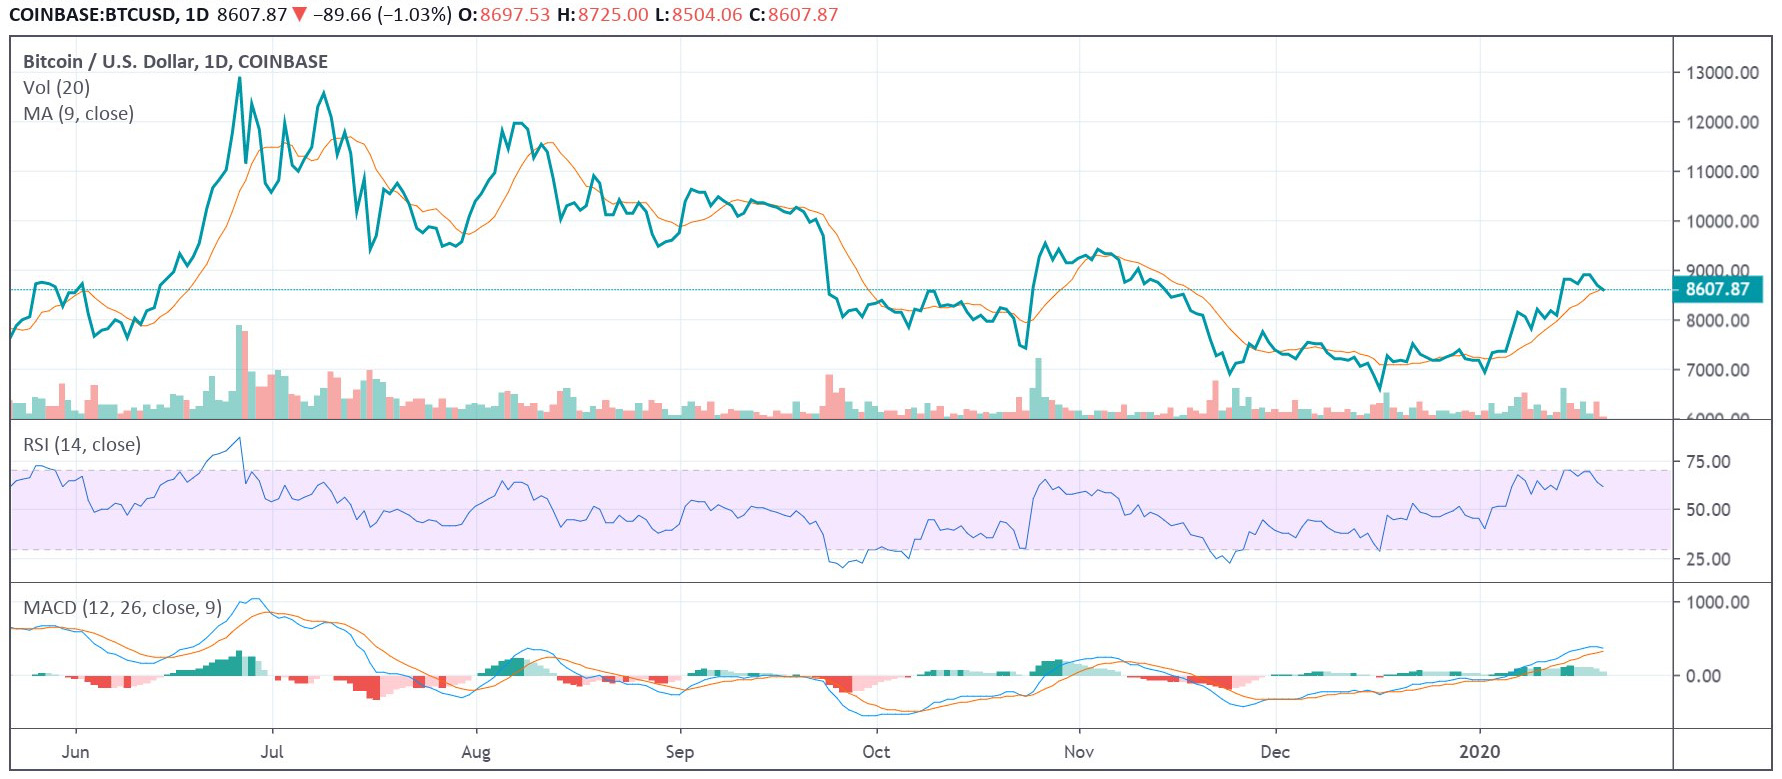 COINBASE:BTCUSD, 1D 8607.87 ▼ −89.66 (−1.03%) O:8697.53 H:8725.00 L:8504.06 C:8607.87
Bitcoin / U.S. Dollar, 1D, COINBASE
Vol (20)
MA (9, close)
13000.00
12000.00
11000.00
10000.00
9000.00
8607.87
8000.00
7000.00
6000.00
RSI (14, close)
75.00
50.00
25.00
MACD (12, 26, close, 9)
1000.00
0.00
Jun Jul Aug Sep Oct Nov Dec 2020